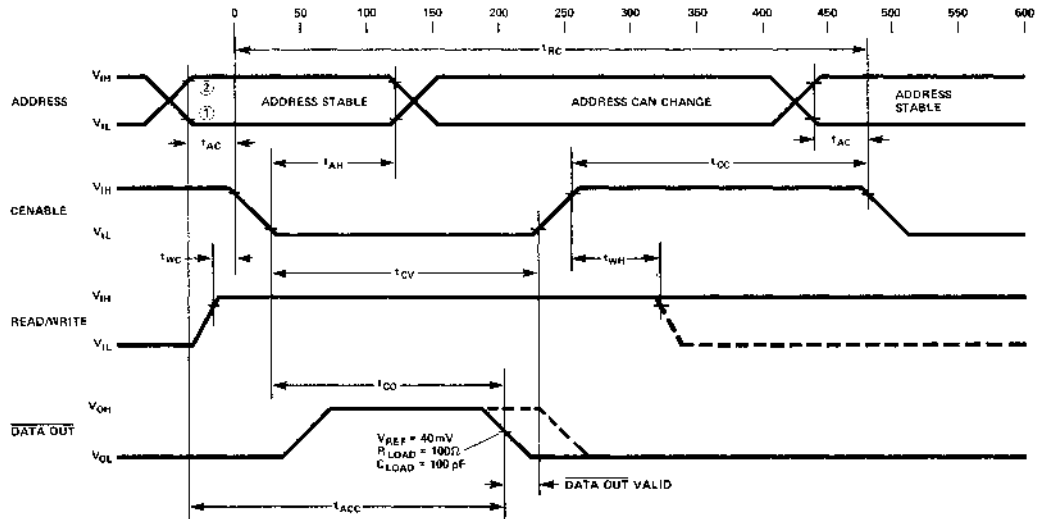 0 50 100 150 200 250 300 350 400 450 500 550 600
tRC
VIH
ADDRESS
② ADDRESS STABLE ADDRESS CAN CHANGE ADDRESS STABLE
①
VIL
tAC tAC
tAH tCC
VIH
CENABLE
VIL
tWC tCV tWH
VIH
READ/WRITE
VIL
tCO
VOH
DATA OUT
VREF = 40mV
RLOAD = 100Ω
CLOAD = 100 pF
VOL
DATA OUT VALID
tACC